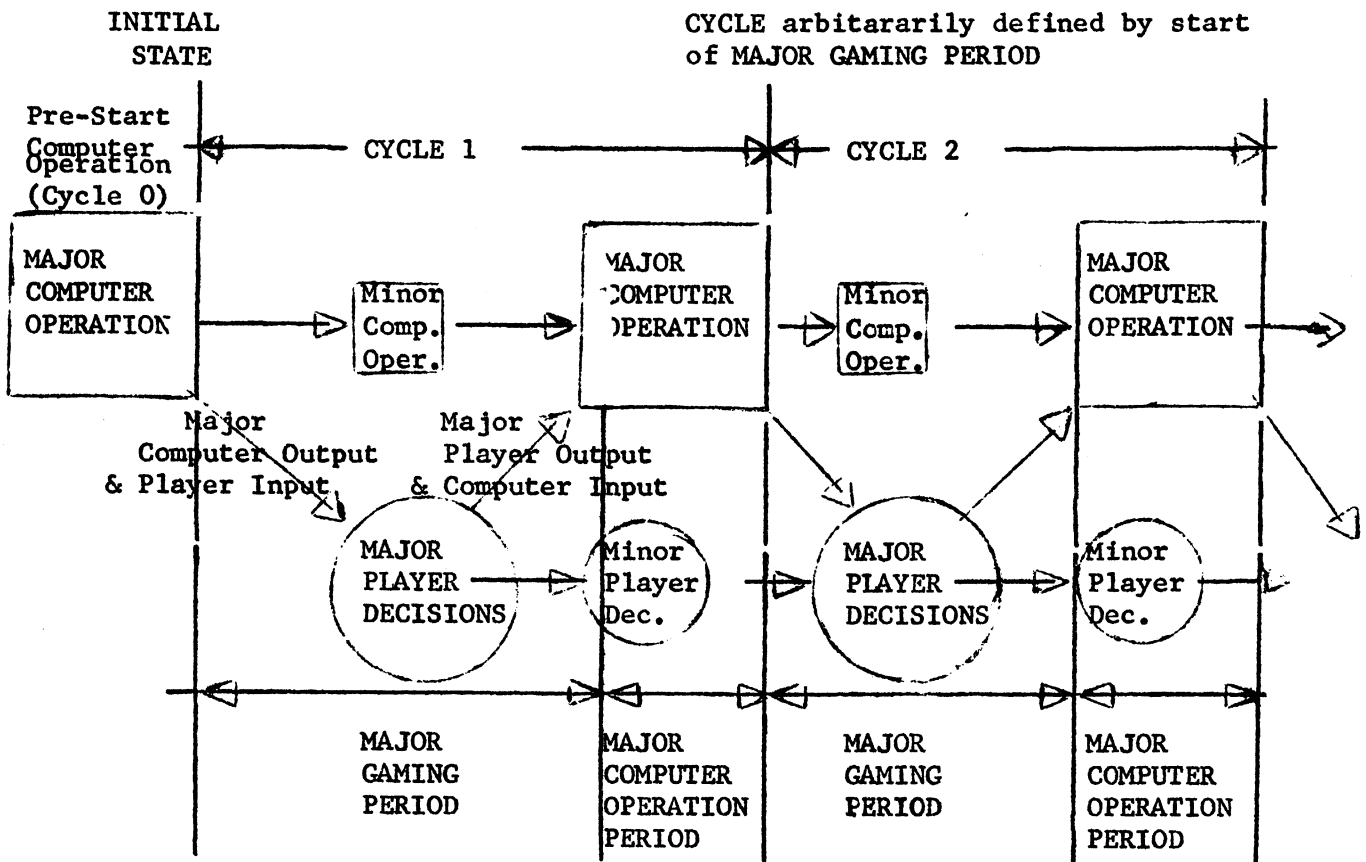 INITIAL
STATE
CYCLE arbitararily defined by start
of MAJOR GAMING PERIOD
Pre-Start
Computer
Operation
(Cycle 0)
CYCLE 1
CYCLE 2
MAJOR
COMPUTER
OPERATION
Minor
Comp.
Oper.
MAJOR
COMPUTER
OPERATION
Minor
Comp.
Oper.
MAJOR
COMPUTER
OPERATION
Major
Computer Output
& Player Input
Major
Player Output
& Computer Input
MAJOR
PLAYER
DECISIONS
Minor
Player
Dec.
MAJOR
PLAYER
DECISIONS
Minor
Player
Dec.
MAJOR
GAMING
PERIOD
MAJOR
COMPUTER
OPERATION
PERIOD
MAJOR
GAMING
PERIOD
MAJOR
COMPUTER
OPERATION
PERIOD